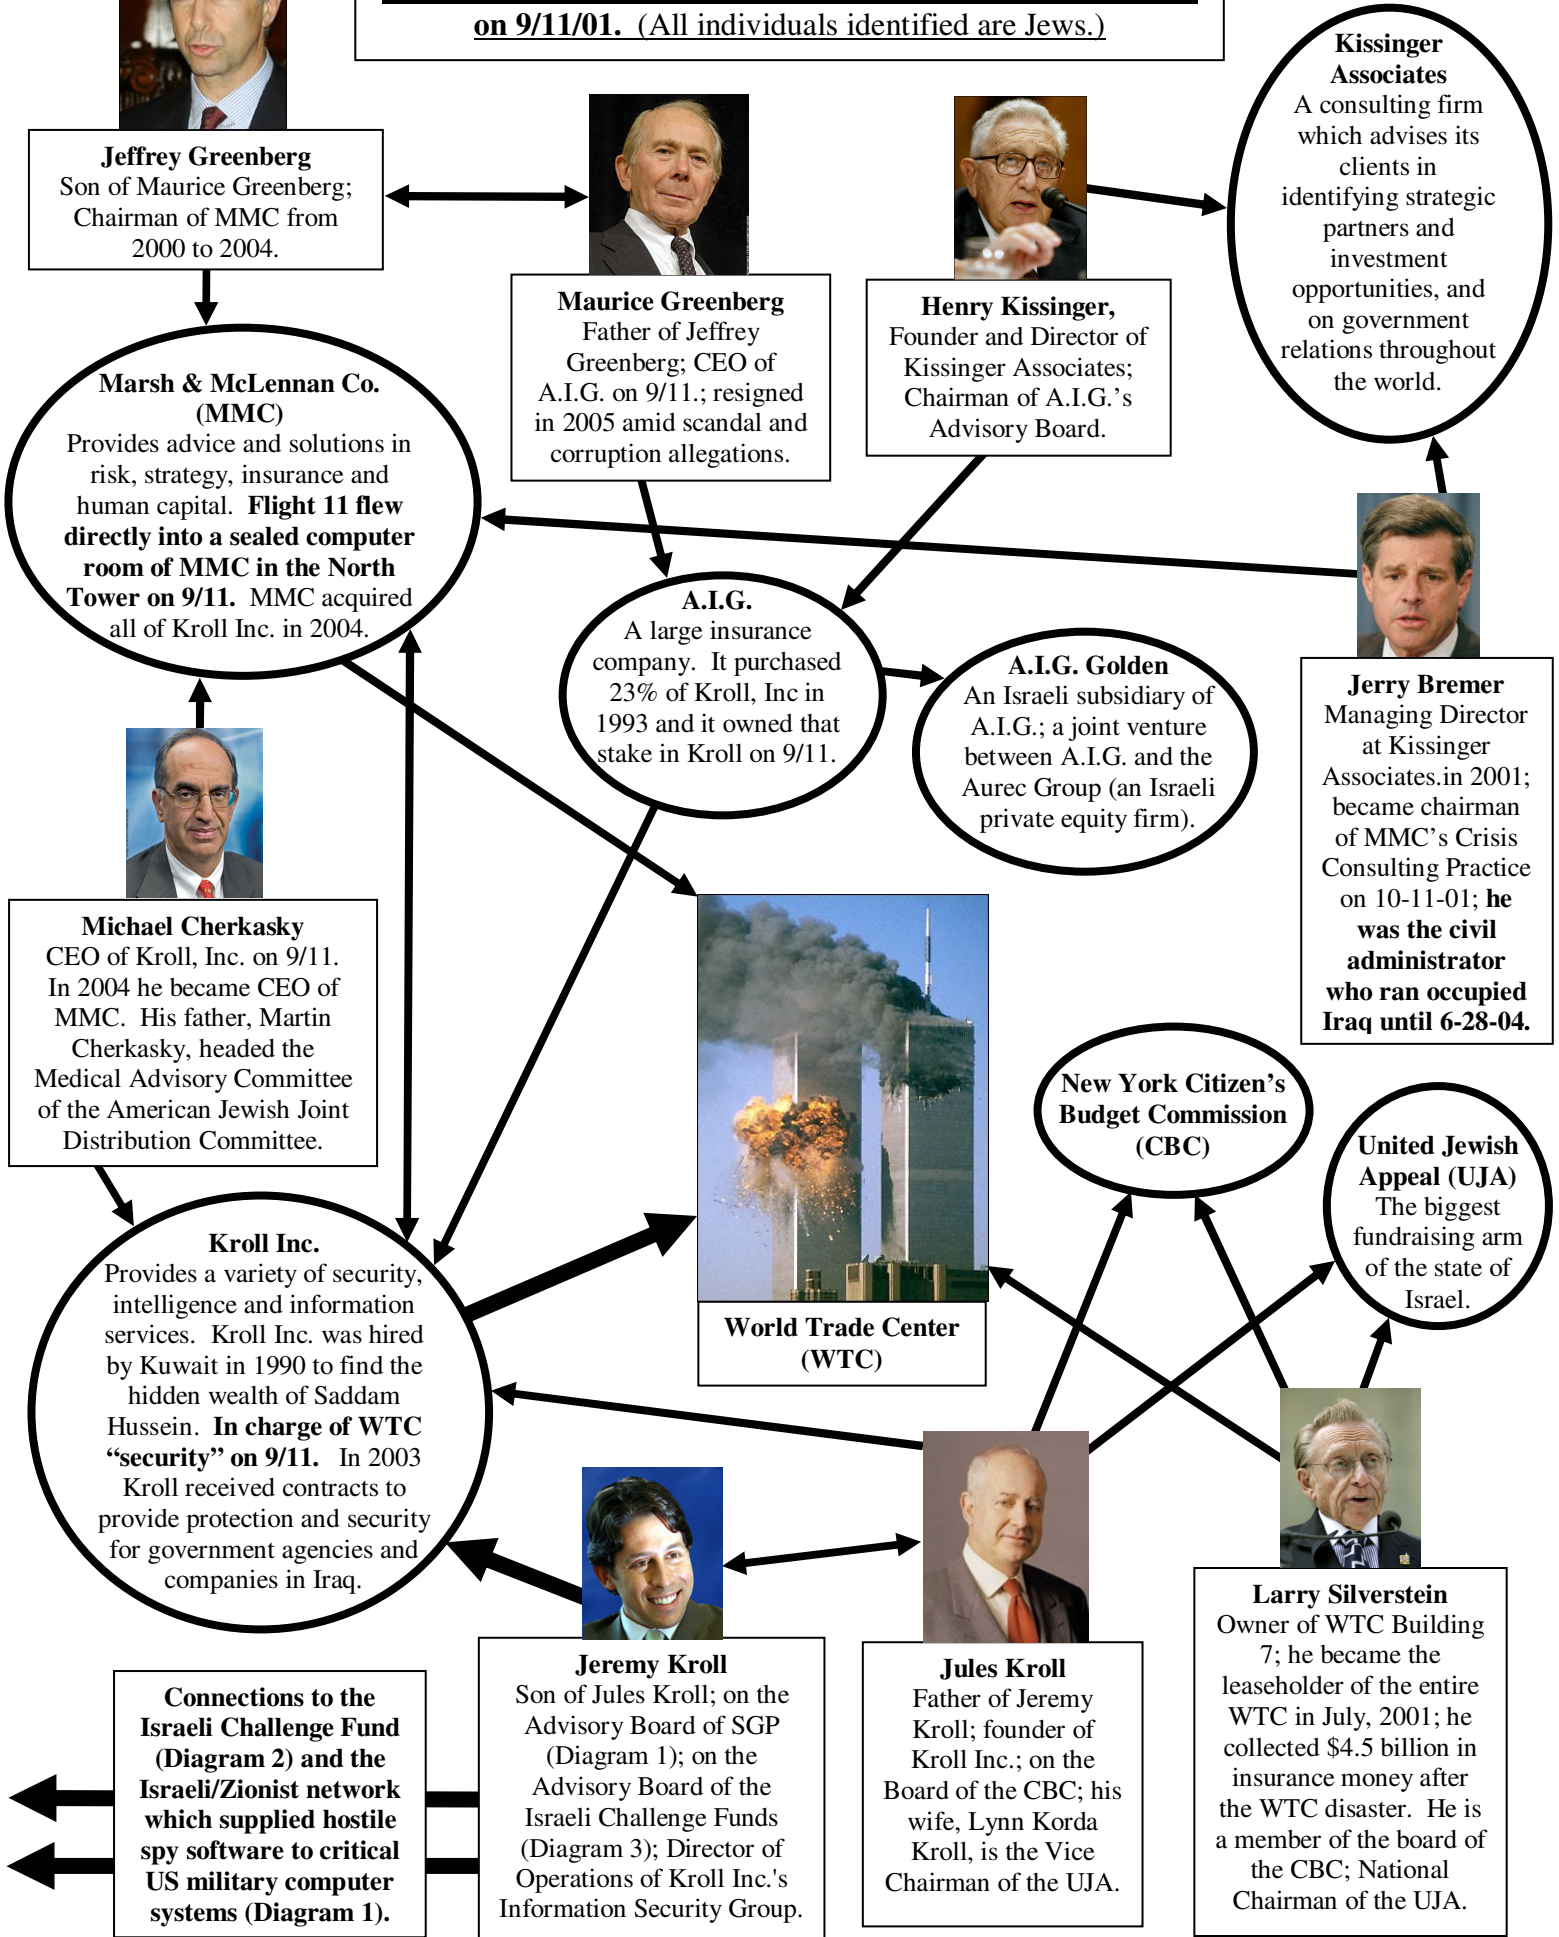 on 9/11/01. (All individuals identified are Jews.)
Kissinger
Associates
A consulting firm
which advises its
clients in
identifying strategic
partners and
investment
opportunities, and
on government
relations throughout
the world.
Jeffrey Greenberg
Son of Maurice Greenberg;
Chairman of MMC from
2000 to 2004.
Maurice Greenberg
Father of Jeffrey
Greenberg; CEO of
A.I.G. on 9/11.; resigned
in 2005 amid scandal and
corruption allegations.
Henry Kissinger,
Founder and Director of
Kissinger Associates;
Chairman of A.I.G.’s
Advisory Board.
Marsh & McLennan Co.
(MMC)
Provides advice and solutions in
risk, strategy, insurance and
human capital. Flight 11 flew
directly into a sealed computer
room of MMC in the North
Tower on 9/11. MMC acquired
all of Kroll Inc. in 2004.
A.I.G.
A large insurance
company. It purchased
23% of Kroll, Inc in
1993 and it owned that
stake in Kroll on 9/11.
A.I.G. Golden
An Israeli subsidiary of
A.I.G.; a joint venture
between A.I.G. and the
Aurec Group (an Israeli
private equity firm).
Jerry Bremer
Managing Director
at Kissinger
Associates.in 2001;
became chairman
of MMC’s Crisis
Consulting Practice
on 10-11-01; he
was the civil
administrator
who ran occupied
Iraq until 6-28-04.
Michael Cherkasky
CEO of Kroll, Inc. on 9/11.
In 2004 he became CEO of
MMC. His father, Martin
Cherkasky, headed the
Medical Advisory Committee
of the American Jewish Joint
Distribution Committee.
New York Citizen’s
Budget Commission
(CBC)
United Jewish
Appeal (UJA)
The biggest
fundraising arm
of the state of
Israel.
Kroll Inc.
Provides a variety of security,
intelligence and information
services. Kroll Inc. was hired
by Kuwait in 1990 to find the
hidden wealth of Saddam
Hussein. In charge of WTC
“security” on 9/11. In 2003
Kroll received contracts to
provide protection and security
for government agencies and
companies in Iraq.
World Trade Center
(WTC)
Connections to the
Israeli Challenge Fund
(Diagram 2) and the
Israeli/Zionist network
which supplied hostile
spy software to critical
US military computer
systems (Diagram 1).
Jeremy Kroll
Son of Jules Kroll; on the
Advisory Board of SGP
(Diagram 1); on the
Advisory Board of the
Israeli Challenge Funds
(Diagram 3); Director of
Operations of Kroll Inc.'s
Information Security Group.
Jules Kroll
Father of Jeremy
Kroll; founder of
Kroll Inc.; on the
Board of the CBC; his
wife, Lynn Korda
Kroll, is the Vice
Chairman of the UJA.
Larry Silverstein
Owner of WTC Building
7; he became the
leaseholder of the entire
WTC in July, 2001; he
collected $4.5 billion in
insurance money after
the WTC disaster. He is
a member of the board of
the CBC; National
Chairman of the UJA.